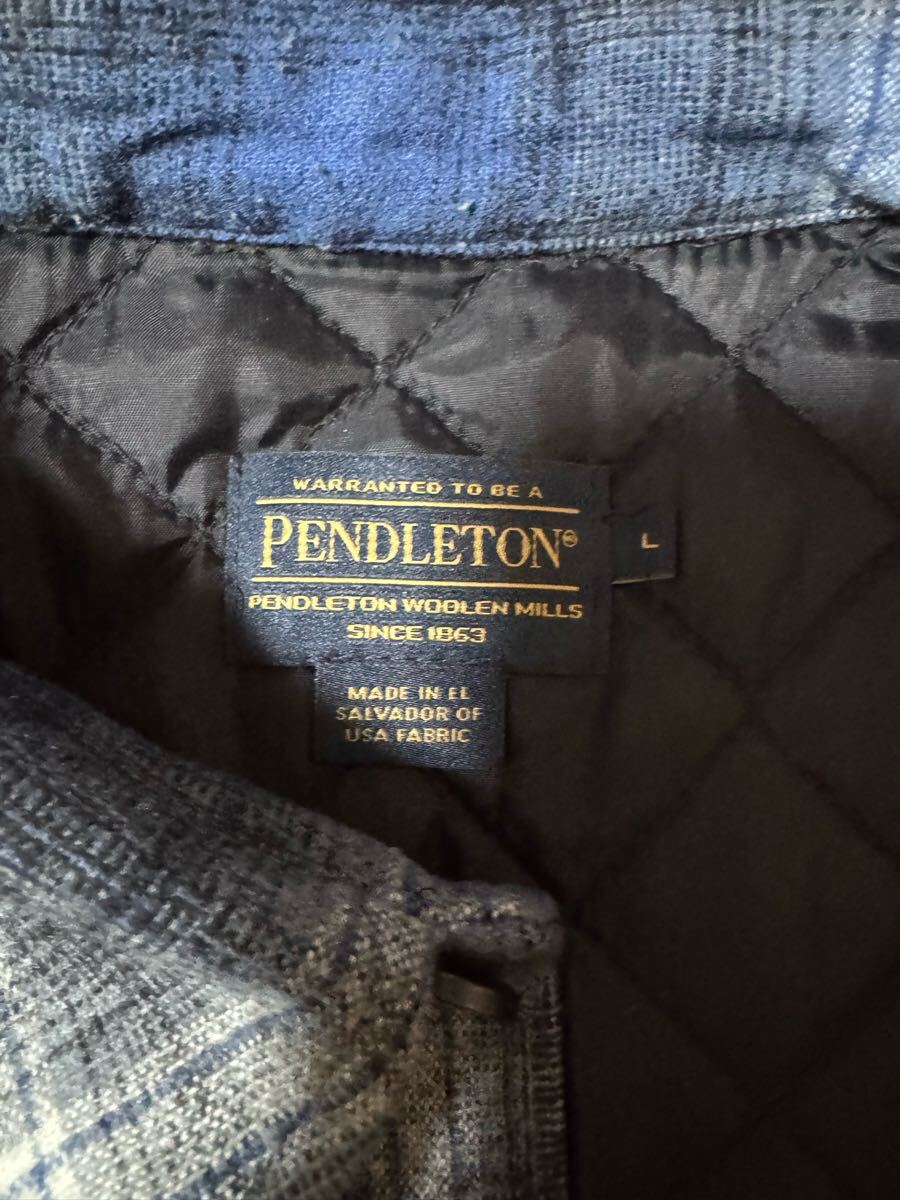 WARRANTED TO BE A
PENDLETON®
L
PENDLETON WOOLEN MILLS
SINCE 1863
MADE IN EL
SALVADOR OF
USA FABRIC